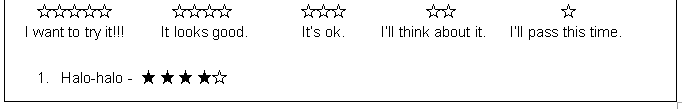 ☆☆☆☆☆ ☆☆☆☆ ☆☆☆ ☆☆ ☆
I want to try it!!! It looks good. It's ok. I'll think about it. I'll pass this time.
1. Halo-halo - ★★★★☆